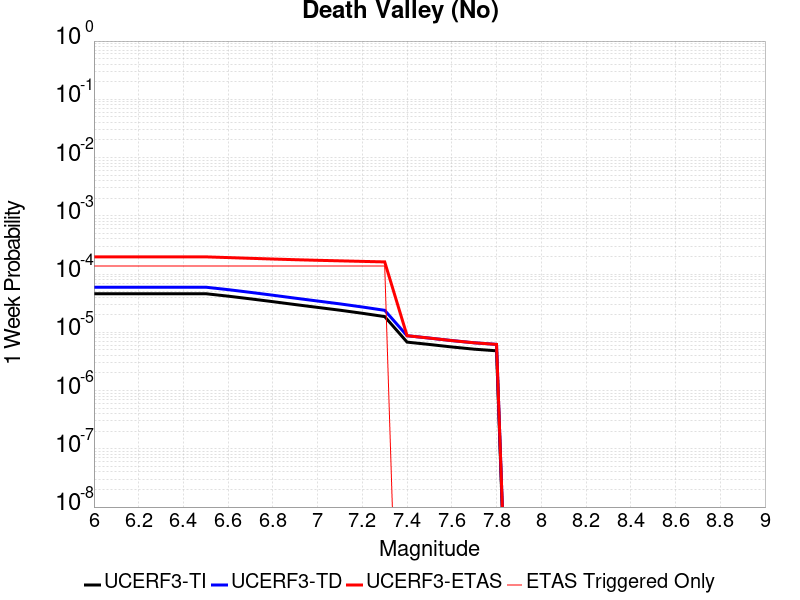 Death Valley (No)
10 0
10 -1
10 -2
10 -3
10 -4
10 -5
10 -6
10 -7
10 -8
1 Week Probability
6 6.2 6.4 6.6 6.8 7 7.2 7.4 7.6 7.8 8 8.2 8.4 8.6 8.8 9
Magnitude
UCERF3-TI UCERF3-TD UCERF3-ETAS ETAS Triggered Only